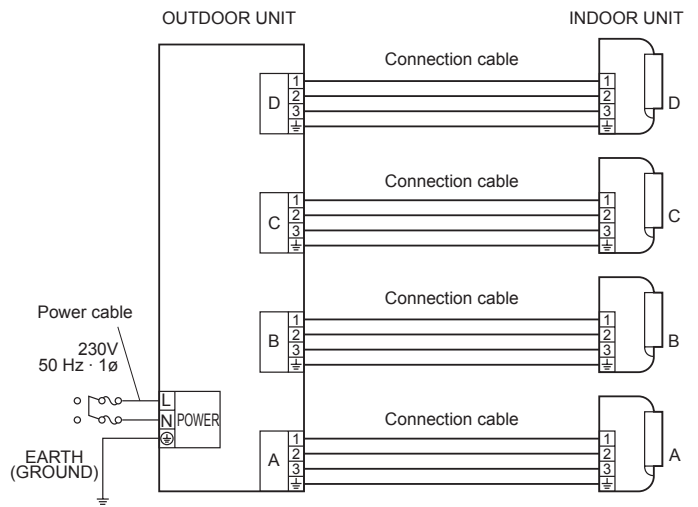 OUTDOOR UNIT
INDOOR UNIT
Connection cable
D
1
2
3
1
2
3
D
Connection cable
C
1
2
3
1
2
3
C
Connection cable
B
1
2
3
1
2
3
B
Power cable
230V
50 Hz · 1ø
L
N
POWER
EARTH
(GROUND)
Connection cable
A
1
2
3
1
2
3
A